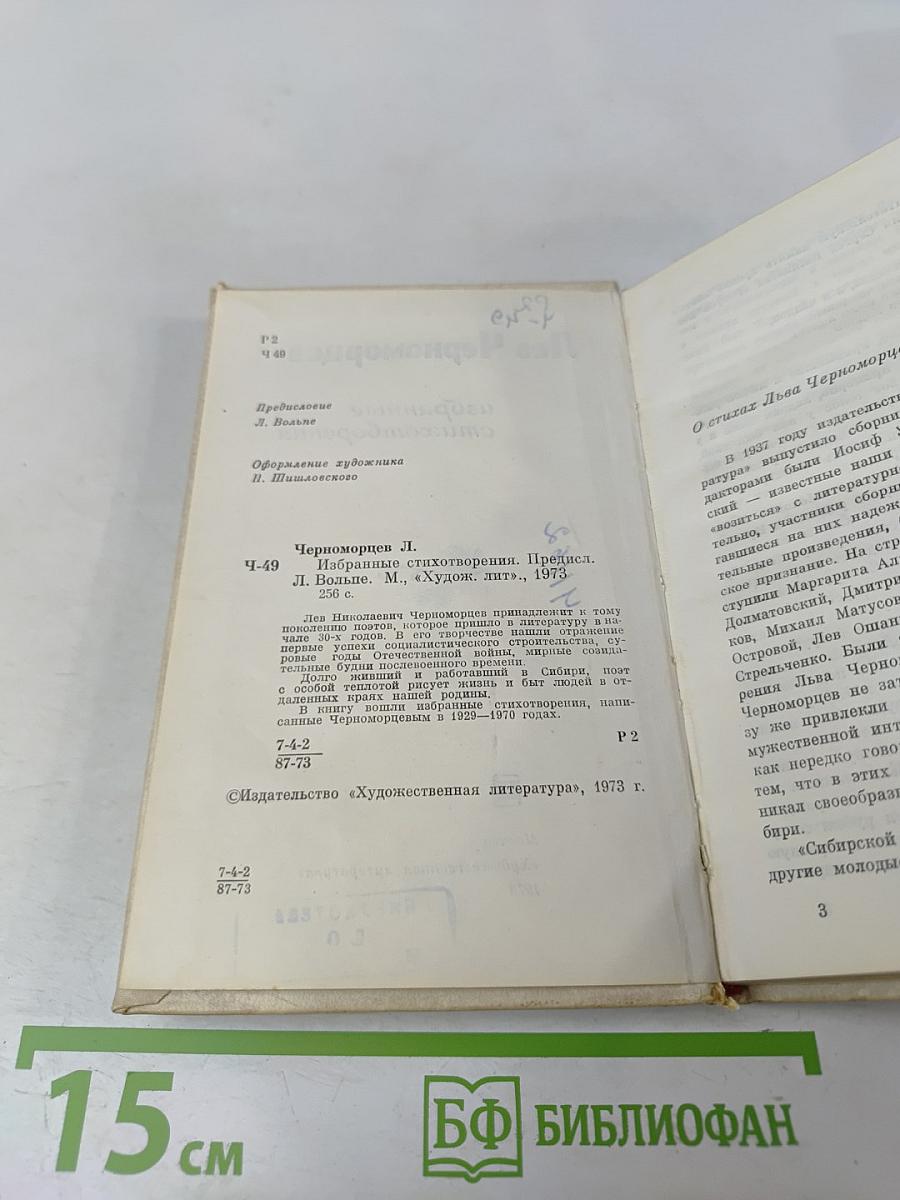 Р 2
Ч 49
Предисловие
Л. Вольпе
Оформление художника
П. Шишловского
Черноморцев Л.
Ч-49 Избранные стихотворения. Предисл.
Л. Вольпе. М., «Худож. лит»., 1973
256 с.
Лев Николаевич Черноморцев принадлежит к тому
поколению поэтов, которое пришло в литературу в на-
чале 30-х годов. В его творчестве нашли отражение
первые успехи социалистического строительства, су-
ровые годы Отечественной войны, мирные созида-
тельные будни послевоенного времени.
Долго живший и работавший в Сибири, поэт
с особой теплотой рисует жизнь и быт людей в от-
даленных краях нашей родины.
В книгу вошли избранные стихотворения, напи-
санные Черноморцевым в 1929—1970 годах.
7-4-2
87-73
Р 2
©Издательство «Художественная литература», 1973 г.
7-4-2
87-73
О стихах Льва Черноморце
В 1937 году издательств
ратура» выпустило сборни
дакторами были Иосиф
ский — известные наши
«возиться» с литературн
тельно, участники сборни
гавшиеся на них надеж
тельные произведения,
ское признание. На стр
ступили Маргарита Ал
Долматовский, Дмитри
ков, Михаил Матусов
Островой, Лев Ошан
Стрельченко. Были
рения Льва Черно
Черноморцев не зат
зу же привлекли
мужественной инт
как нередко гово
тем, что в этих
никал своеобраз
бири.
«Сибирской
другие молоды
3
15 см
БФ БИБЛИОФАН